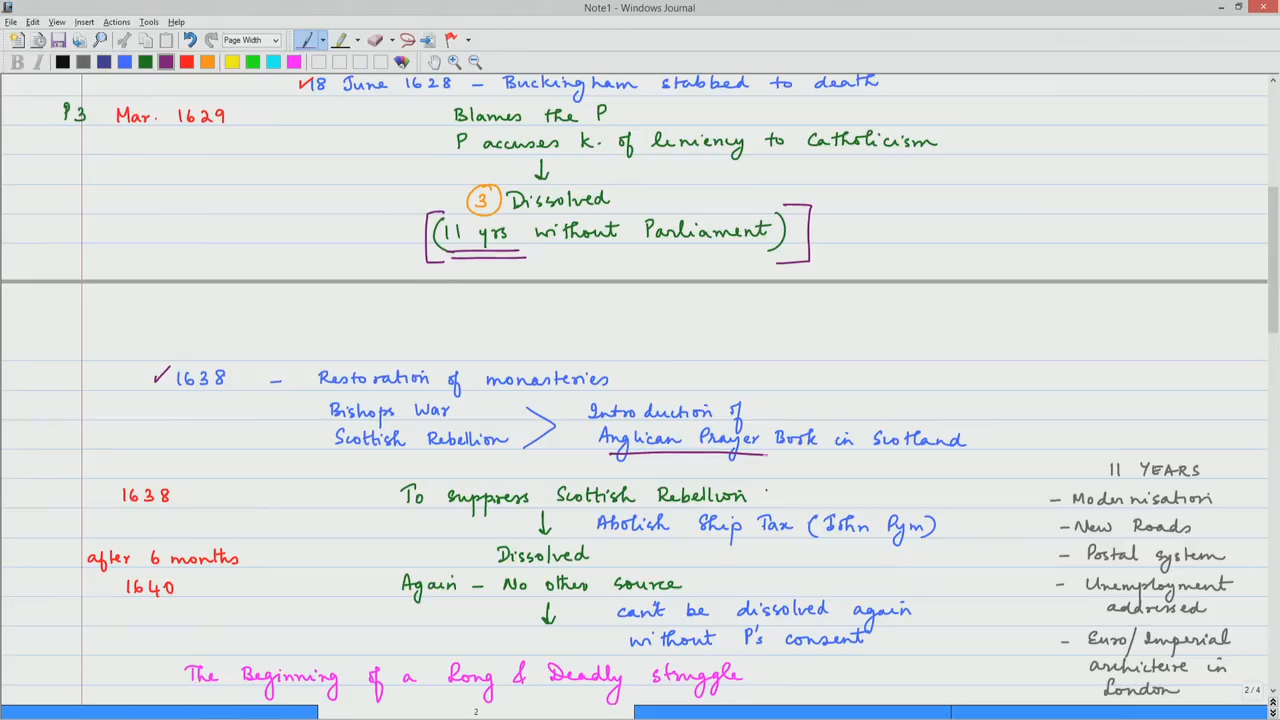 Note1 - Windows Journal
File Edit View Insert Actions Tools Help
Page Width
B I
18 June 1628 - Buckingham stabbed to death
P3 Mar. 1629 Blames the P
P accuses k. of leniency to Catholicism
3 Dissolved
(11 yrs without Parliament)
1638 - Restoration of monasteries
Bishops War
Scottish Rebellion
Introduction of
Anglican Prayer Book in Scotland
1638 To suppress Scottish Rebellion
Abolish Ship Tax (John Pym)
after 6 months Dissolved
1640 Again - No other source
can't be dissolved again
without P's consent
The Beginning of a Long & Deadly struggle
11 YEARS
- Modernisation
- New Roads
- Postal system
- Unemployment
addressed
- Euro/Imperial
architcture in
London
2/4
2